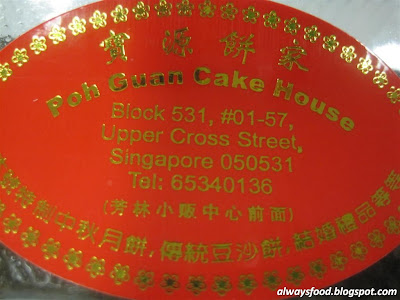 寶源餅家
Poh Guan Cake House
Block 531, #01-57,
Upper Cross Street,
Singapore 050531
Tel: 65340136
(芳林小販中心前面)
特制中秋月餅,傳統豆沙餅,結婚禮品
alwaysfood.blogspot.com